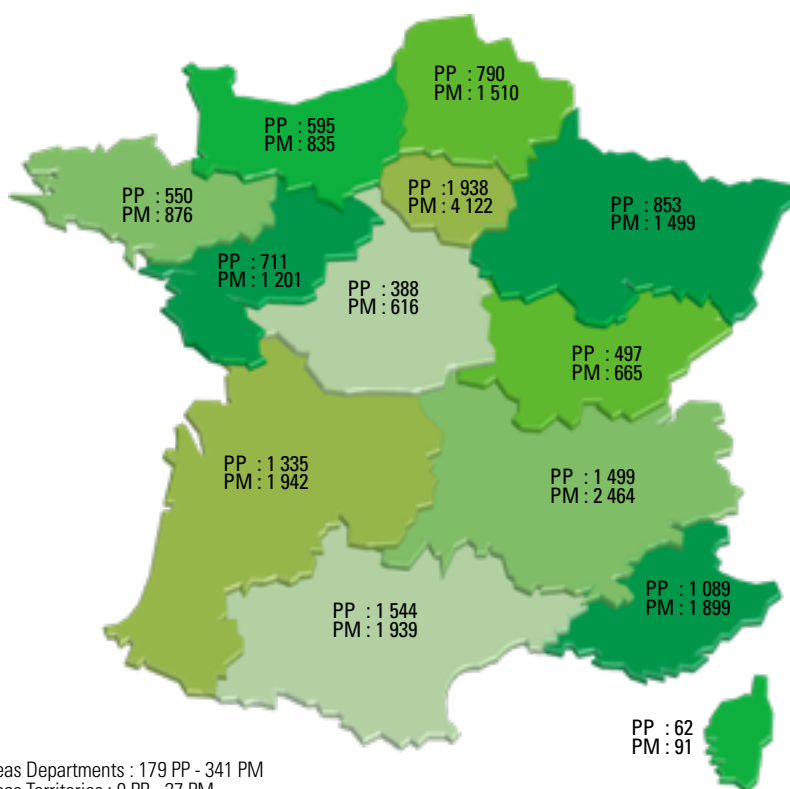 PP : 790
PM : 1 510
PP : 595
PM : 835
PP : 550
PM : 876
PP : 1 938
PM : 4 122
PP : 853
PM : 1 499
PP : 711
PM : 1 201
PP : 388
PM : 616
PP : 497
PM : 665
PP : 1 335
PM : 1 942
PP : 1 499
PM : 2 464
PP : 1 089
PM : 1 899
PP : 1 544
PM : 1 939
PP : 62
PM : 91
eas Departments : 179 PP - 341 PM